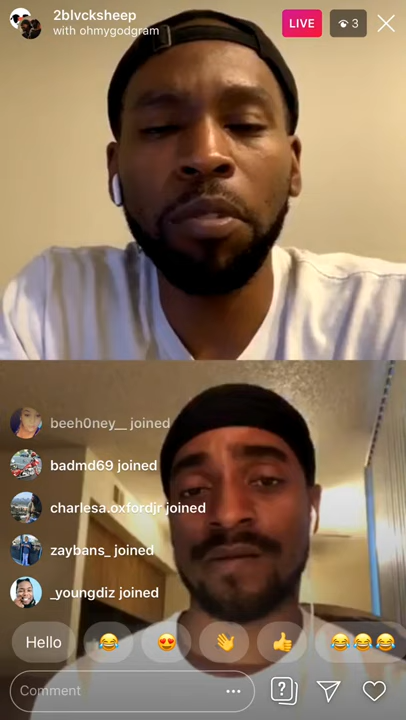 2blvcksheep
with ohmygodgram
LIVE
3
beeh0ney__ joined
badmd69 joined
charlesa.oxfordjr joined
zaybans_ joined
_youngdiz joined
Hello
Comment